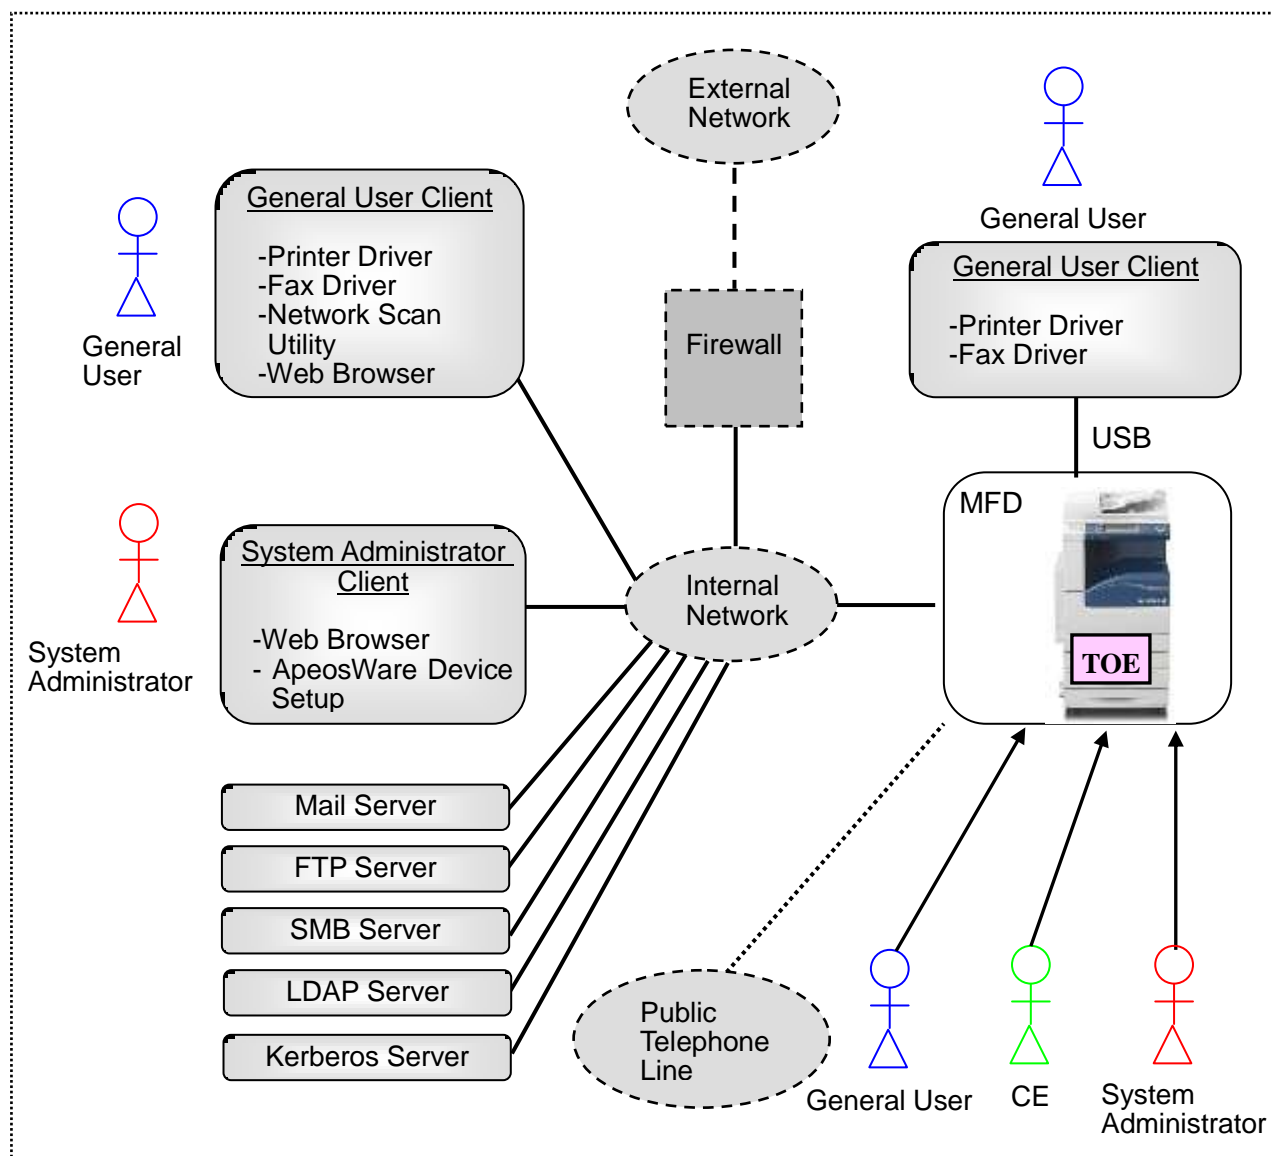 External
Network
General User
General User Client
-Printer Driver
-Fax Driver
-Network Scan
Utility
-Web Browser
General
User
Firewall
General User Client
-Printer Driver
-Fax Driver
USB
MFD
TOE
System Administrator
Client
-Web Browser
- ApeosWare Device
Setup
System
Administrator
Internal
Network
Mail Server
FTP Server
SMB Server
LDAP Server
Kerberos Server
Public
Telephone
Line
General User
CE
System
Administrator